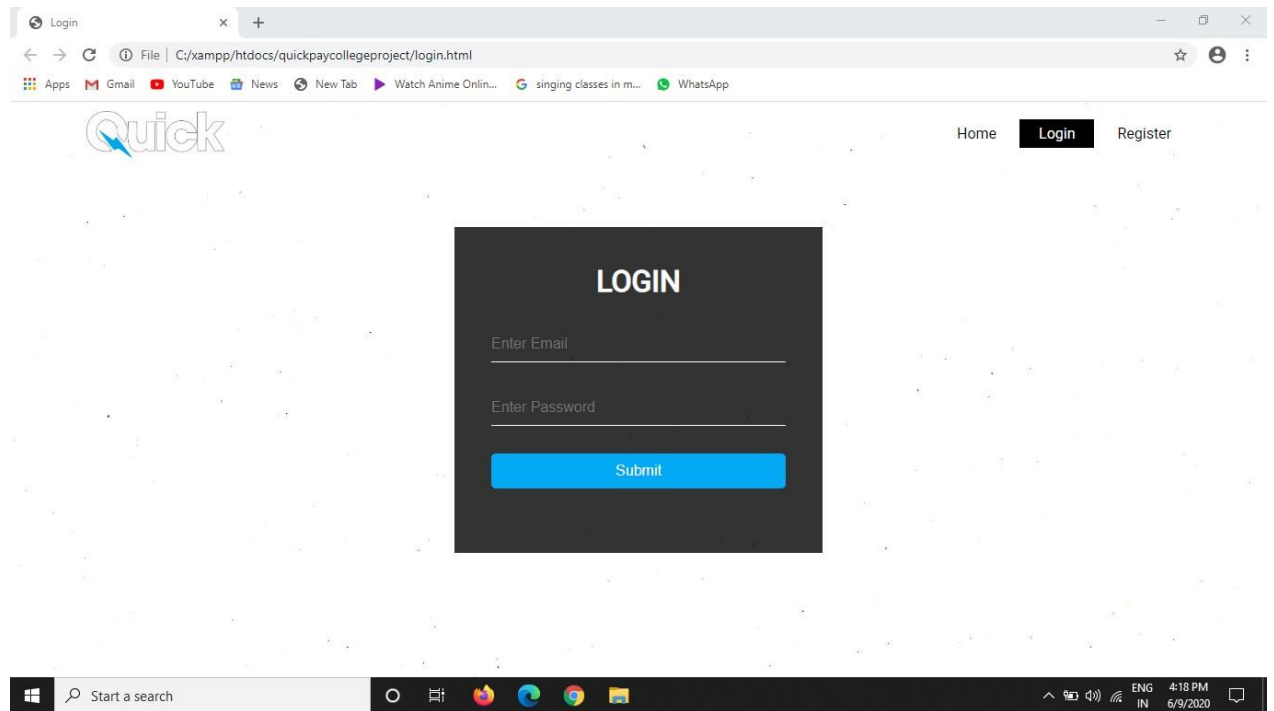 Login
File | C:/xampp/htdocs/quickpaycollegeproject/login.html
Apps Gmail YouTube News New Tab Watch Anime Onlin... singing classes in m... WhatsApp
Quick Home Login Register
LOGIN
Enter Email
Enter Password
Submit
Start a search ENG 4:18 PM
IN 6/9/2020